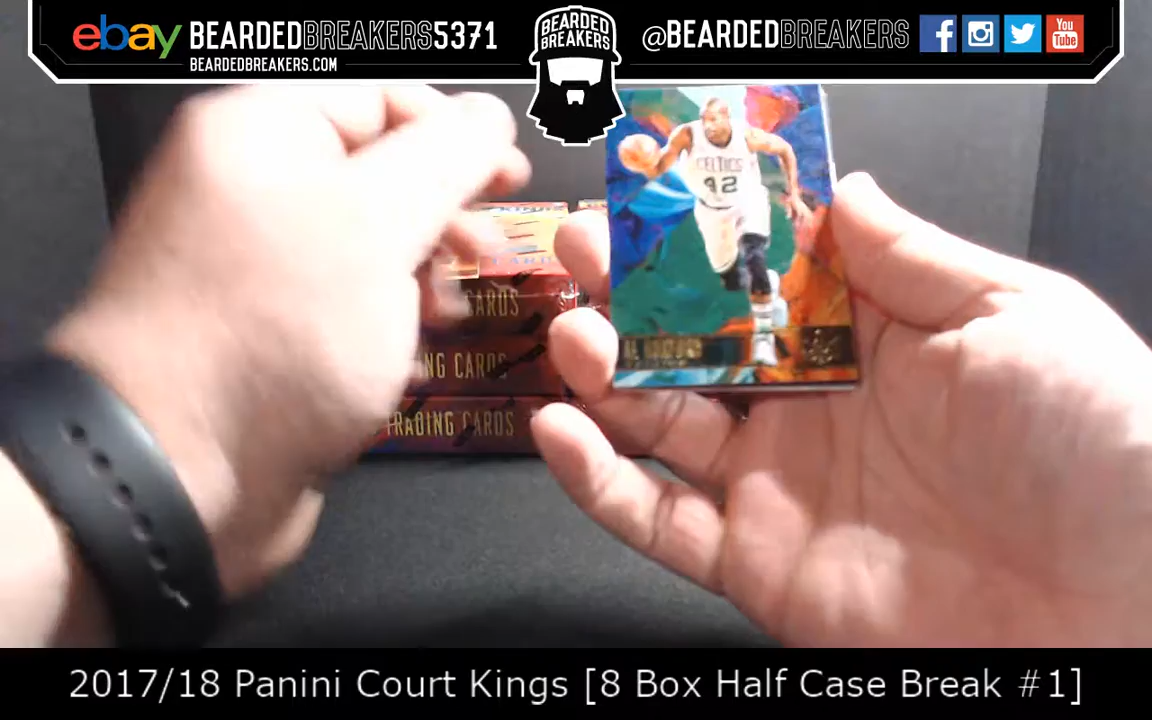 ebay BEARDEDBREAKERS5371
BEARDEDBREAKERS.COM
BEARDED
BREAKERS
@BEARDEDBREAKERS
You
Tube
CELTICS
42
CARDS
TRADING CARDS
2017/18 Panini Court Kings [8 Box Half Case Break #1]